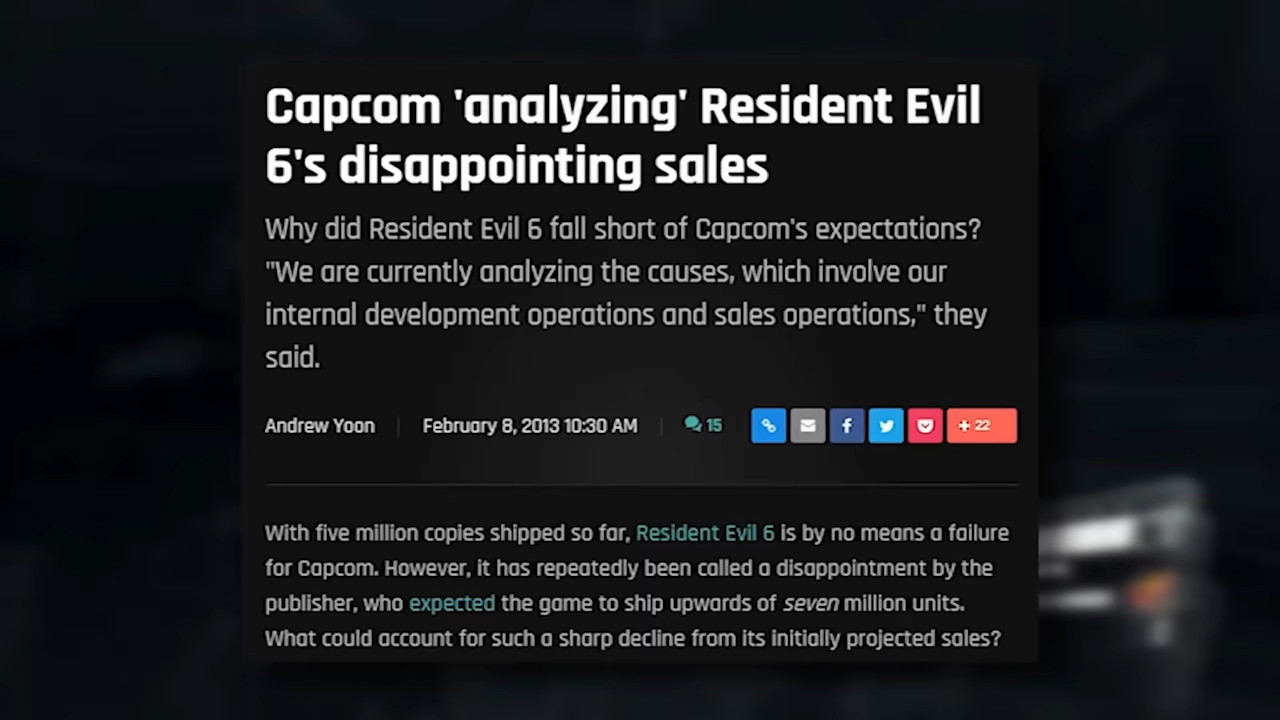 Capcom 'analyzing' Resident Evil
6's disappointing sales
Why did Resident Evil 6 fall short of Capcom's expectations?
"We are currently analyzing the causes, which involve our
internal development operations and sales operations," they
said.
Andrew Yoon | February 8, 2013 10:30 AM | 15 + 22
With five million copies shipped so far, Resident Evil 6 is by no means a failure
for Capcom. However, it has repeatedly been called a disappointment by the
publisher, who expected the game to ship upwards of seven million units.
What could account for such a sharp decline from its initially projected sales?